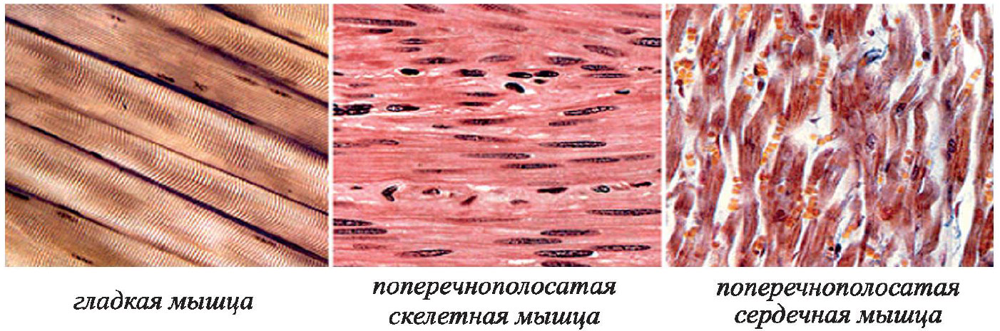 гладкая мышца
поперечнополосатая
скелетная мышца
поперечнополосатая
сердечная мышца